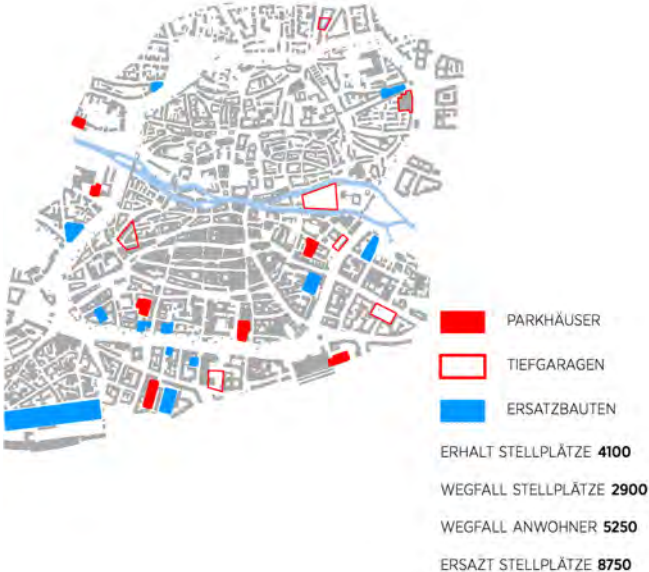 PARKHÄUSER
TIEFGARAGEN
ERSATZBAUTEN
ERHALT STELLPLÄTZE 4100
WEGFALL STELLPLÄTZE 2900
WEGFALL ANWOHNER 5250
ERSAZT STELLPLÄTZE 8750